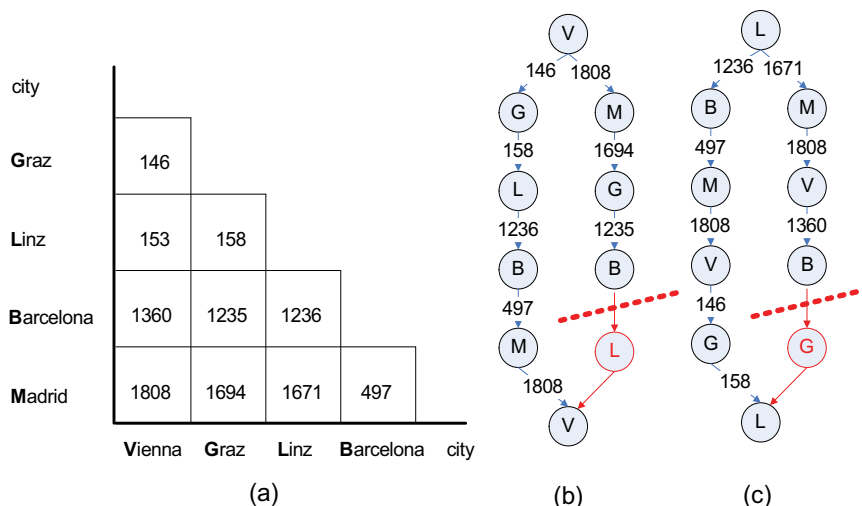 city
Graz 146
Linz 153 158
Barcelona 1360 1235 1236
Madrid 1808 1694 1671 497
Vienna Graz Linz Barcelona city
(a)
V
146 1808
G M
158 1694
L G
1236 1235
B B
497
M L
1808
V
(b)
L
1236 1671
B M
497 1808
M V
1808 1360
V B
146
G G
158
L
(c)